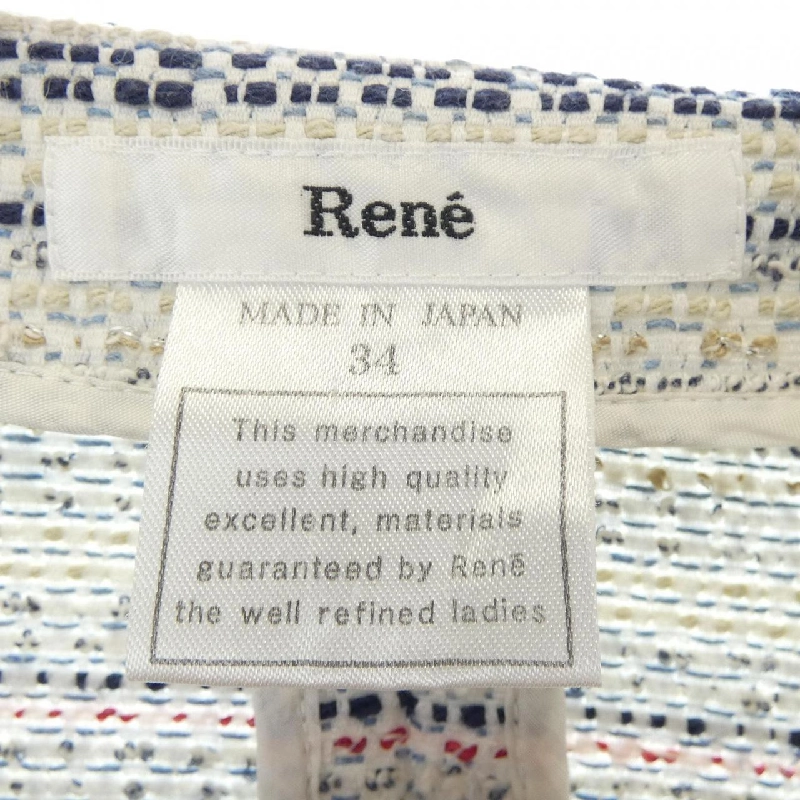 René
MADE IN JAPAN
34
This merchandise
uses high quality
excellent, materials
guaranteed by René
the well refined ladies